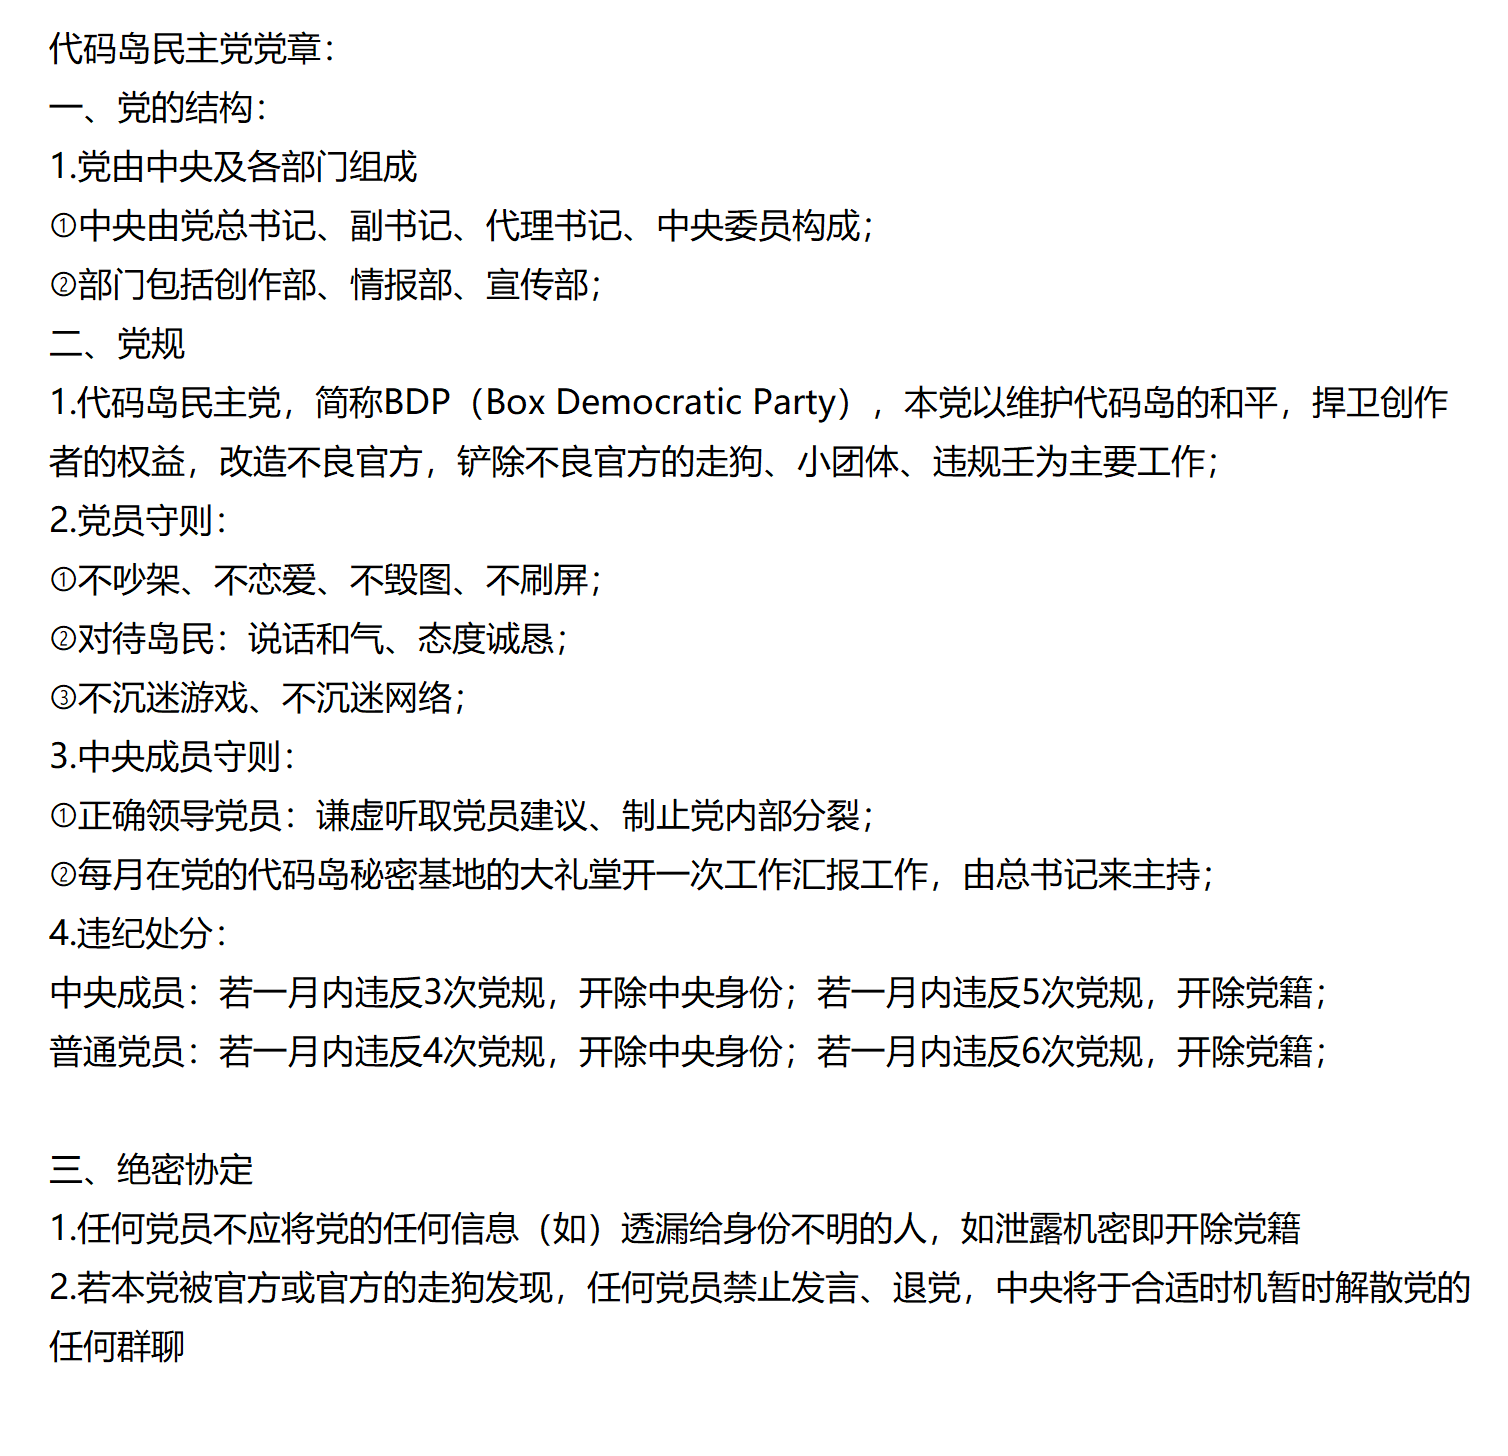 代码岛民主党党章：
一、党的结构：
1.党由中央及各部门组成
①中央由党总书记、副书记、代理书记、中央委员构成；
②部门包括创作部、情报部、宣传部；
二、党规
1.代码岛民主党，简称BDP（Box Democratic Party），本党以维护代码岛的和平，捍卫创作
者的权益，改造不良官方，铲除不良官方的走狗、小团体、违规壬为主要工作；
2.党员守则：
①不吵架、不恋爱、不毁图、不刷屏；
②对待岛民：说话和气、态度诚恳；
③不沉迷游戏、不沉迷网络；
3.中央成员守则：
①正确领导党员：谦虚听取党员建议、制止党内部分裂；
②每月在党的代码岛秘密基地的大礼堂开一次工作汇报工作，由总书记来主持；
4.违纪处分：
中央成员：若一月内违反3次党规，开除中央身份；若一月内违反5次党规，开除党籍；
普通党员：若一月内违反4次党规，开除中央身份；若一月内违反6次党规，开除党籍；
三、绝密协定
1.任何党员不应将党的任何信息（如）透漏给身份不明的人，如泄露机密即开除党籍
2.若本党被官方或官方的走狗发现，任何党员禁止发言、退党，中央将于合适时机暂时解散党的
任何群聊